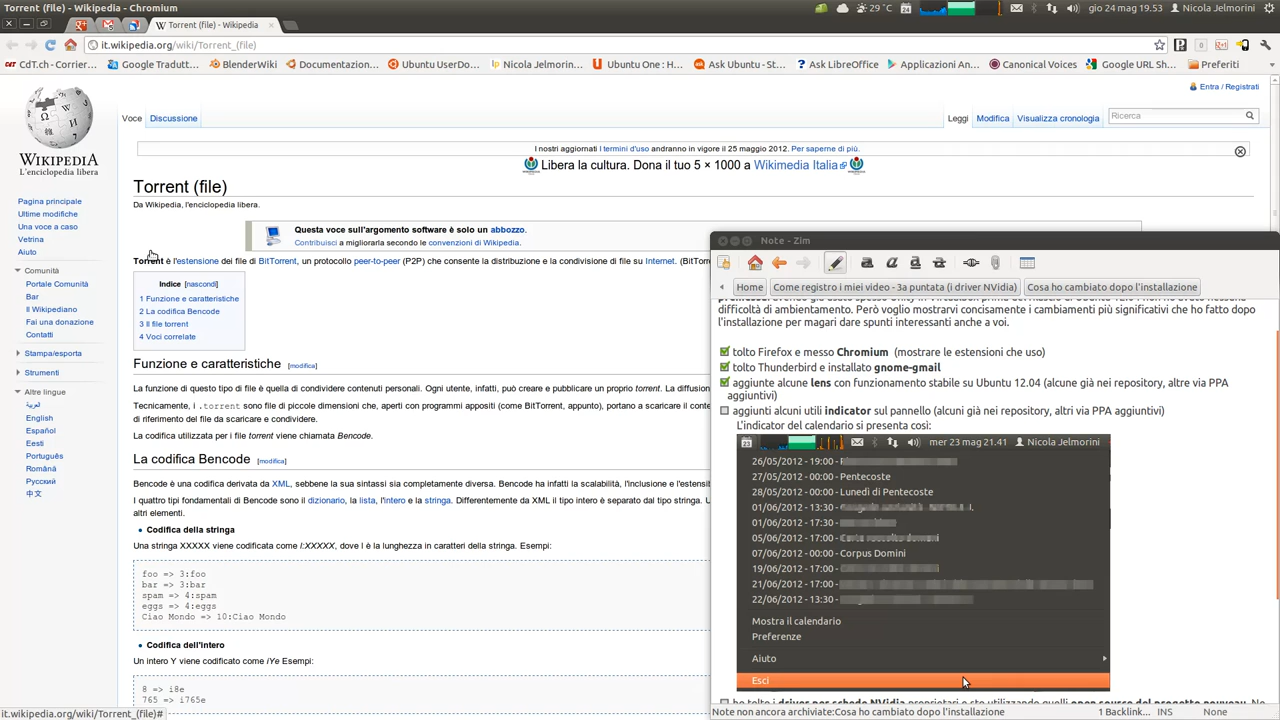 Torrent (file) - Wikipedia - Chromium
29 °C
gio 24 mag 19.53
Nicola Jelmorini
Torrent (file) - Wikipedia
it.wikipedia.org/wiki/Torrent_(file)
CdT.ch - Corrier...
Google Tradutt...
BlenderWiki
Documentazion...
Ubuntu UserDo...
Nicola Jelmorin...
Ubuntu One : H...
Ask Ubuntu - St...
Ask LibreOffice
Applicazioni An...
Canonical Voices
Google URL Sh...
Preferiti
Entra / Registrati
Voce
Discussione
Leggi
Modifica
Visualizza cronologia
Ricerca
WIKIPEDIA
L'enciclopedia libera
I nostri aggiornati I termini d'uso andranno in vigore il 25 maggio 2012. Per saperne di più.
Libera la cultura. Dona il tuo 5 × 1000 a Wikimedia Italia
Torrent (file)
Da Wikipedia, l'enciclopedia libera.
Questa voce sull'argomento software è solo un abbozzo.
Contribuisci a migliorarla secondo le convenzioni di Wikipedia.
Torrent è l'estensione dei file di BitTorrent, un protocollo peer-to-peer (P2P) che consente la distribuzione e la condivisione di file su Internet. (BitTorr
Indice [nascondi]
1 Funzione e caratteristiche
2 La codifica Bencode
3 Il file torrent
4 Voci correlate
Funzione e caratteristiche [modifica]
La funzione di questo tipo di file è quella di condividere contenuti personali. Ogni utente, infatti, può creare e pubblicare un proprio torrent. La diffusion
Tecnicamente, i .torrent sono file di piccole dimensioni che, aperti con programmi appositi (come BitTorrent, appunto), portano a scaricare il conte
di riferimento del file da scaricare e condividere.
La codifica utilizzata per i file torrent viene chiamata Bencode.
La codifica Bencode [modifica]
Bencode è una codifica derivata da XML, sebbene la sua sintassi sia completamente diversa. Bencode ha infatti la scalabilità, l'inclusione e l'estensib
I quattro tipi fondamentali di Bencode sono il dizionario, la lista, l'intero e la stringa. Differentemente da XML il tipo intero è separato dal tipo stringa. U
altri elementi.
Codifica della stringa
Una stringa XXXXX viene codificata come l:XXXXX, dove l è la lunghezza in caratteri della stringa. Esempi:
foo => 3:foo
bar => 3:bar
spam => 4:spam
eggs => 4:eggs
Ciao Mondo => 10:Ciao Mondo
Codifica dell'intero
Un intero Y viene codificato come iYe Esempi:
8 => i8e
765 => i765e
Pagina principale
Ultime modifiche
Una voce a caso
Vetrina
Aiuto
Comunità
Portale Comunità
Bar
Il Wikipediano
Fai una donazione
Contatti
Stampa/esporta
Strumenti
Altre lingue
العربية
English
Español
Eesti
Português
Română
Русский
中文
it.wikipedia.org/wiki/Torrent_(file)#
Note - Zim
Home
Come registro i miei video - 3a puntata (i driver NVidia)
Cosa ho cambiato dopo l'installazione
difficoltà di ambientamento. Però voglio mostrarvi concisamente i cambiamenti più significativi che ho fatto dopo
l'installazione per magari dare spunti interessanti anche a voi.
tolto Firefox e messo Chromium (mostrare le estensioni che uso)
tolto Thunderbird e installato gnome-gmail
aggiunte alcune lens con funzionamento stabile su Ubuntu 12.04 (alcune già nei repository, altre via PPA
aggiuntivi)
aggiunti alcuni utili indicator sul pannello (alcuni già nei repository, altri via PPA aggiuntivi)
L'indicator del calendario si presenta così:
23
mer 23 mag 21.41
Nicola Jelmorini
26/05/2012 - 19:00 -
27/05/2012 - 00:00 - Pentecoste
28/05/2012 - 00:00 - Lunedì di Pentecoste
01/06/2012 - 13:30 -
01/06/2012 - 17:30 -
05/06/2012 - 17:00 -
07/06/2012 - 00:00 - Corpus Domini
19/06/2012 - 17:00 -
21/06/2012 - 17:00 -
22/06/2012 - 13:30 -
Mostra il calendario
Preferenze
Aiuto
Esci
ho tolto i driver per schede NVidia proprietari e sto utilizzando quelli open source del progetto nouveau. No
Note non ancora archiviate:Cosa ho cambiato dopo l'installazione
1 Backlink...
INS
None